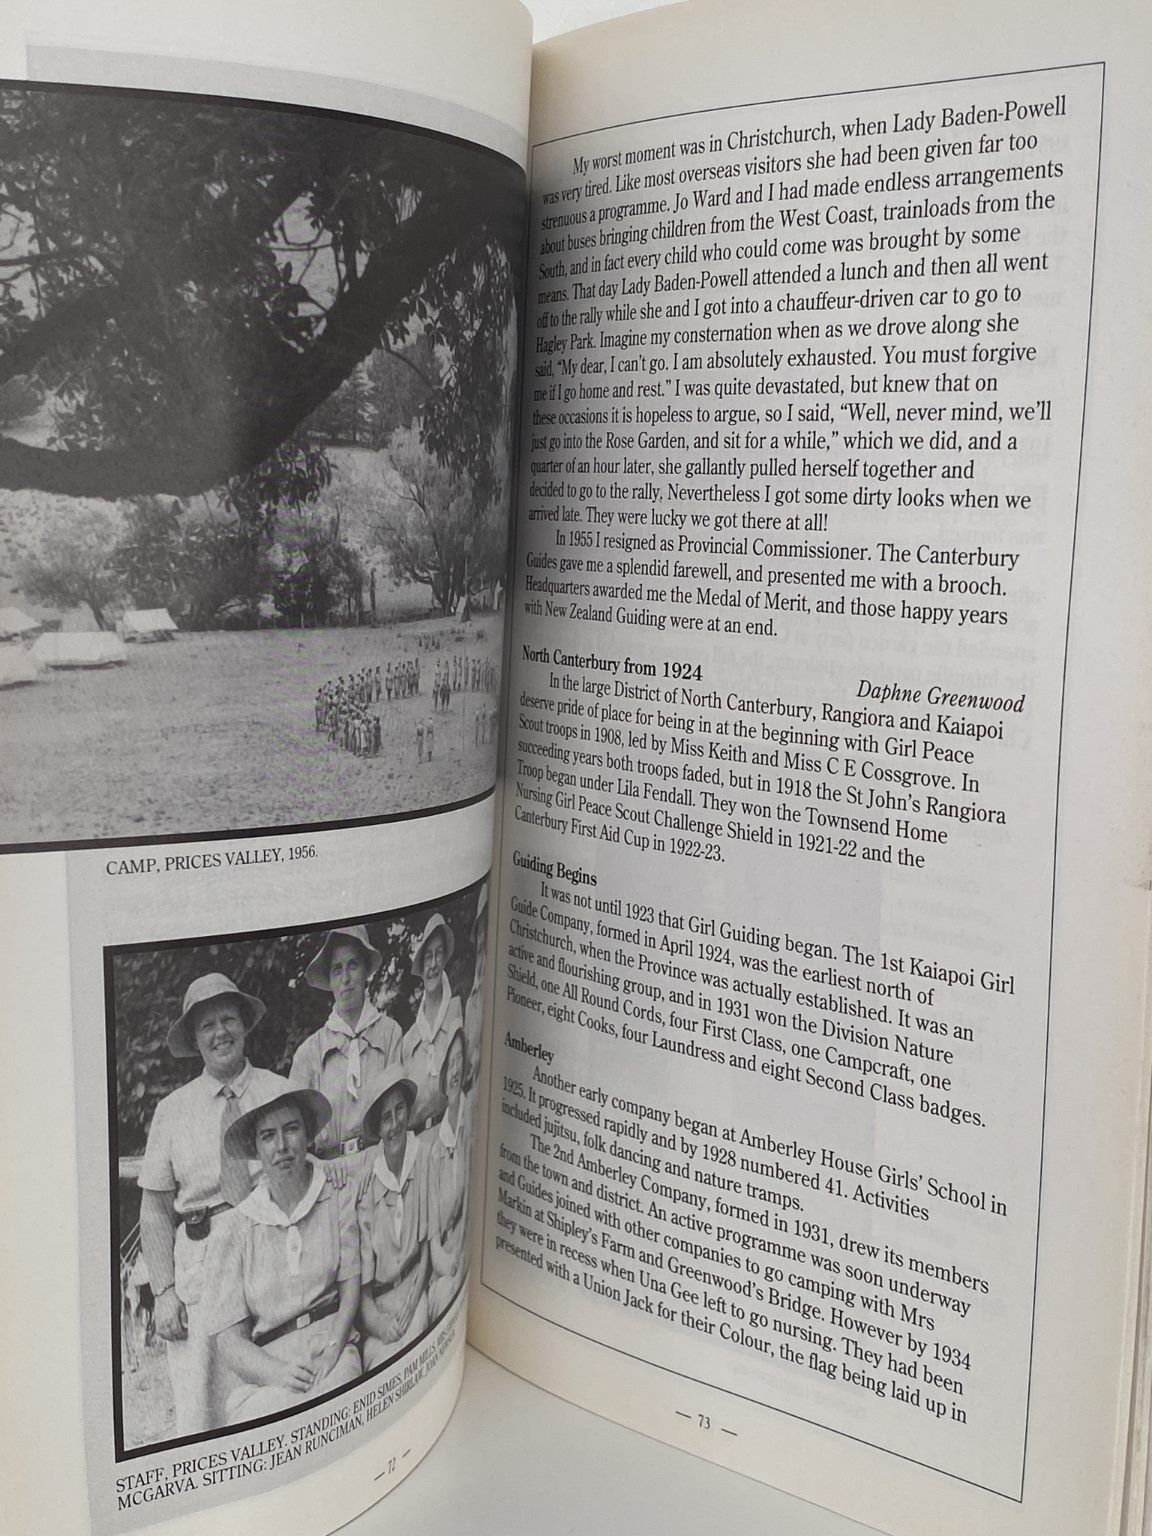 CAMP, PRICES VALLEY, 1956.
STAFF, PRICES VALLEY. STANDING: ENID SIMES, PAM MILLS,
MCGARVA. SITTING: JEAN RUNCIMAN, HELEN SHIRLAW, JOAN
— 72 —
My worst moment was in Christchurch, when Lady Baden-Powell
was very tired. Like most overseas visitors she had been given far too
strenuous a programme. Jo Ward and I had made endless arrangements
about buses bringing children from the West Coast, trainloads from the
South, and in fact every child who could come was brought by some
means. That day Lady Baden-Powell attended a lunch and then all went
off to the rally while she and I got into a chauffeur-driven car to go to
Hagley Park. Imagine my consternation when as we drove along she
said, “My dear, I can't go. I am absolutely exhausted. You must forgive
me if I go home and rest.” I was quite devastated, but knew that on
these occasions it is hopeless to argue, so I said, “Well, never mind, we'll
just go into the Rose Garden, and sit for a while,” which we did, and a
quarter of an hour later, she gallantly pulled herself together and
decided to go to the rally. Nevertheless I got some dirty looks when we
arrived late. They were lucky we got there at all!
In 1955 I resigned as Provincial Commissioner. The Canterbury
Guides gave me a splendid farewell, and presented me with a brooch.
Headquarters awarded me the Medal of Merit, and those happy years
with New Zealand Guiding were at an end.
Daphne Greenwood
North Canterbury from 1924
In the large District of North Canterbury, Rangiora and Kaiapoi
deserve pride of place for being in at the beginning with Girl Peace
Scout troops in 1908, led by Miss Keith and Miss C E Cossgrove. In
succeeding years both troops faded, but in 1918 the St John's Rangiora
Troop began under Lila Fendall. They won the Townsend Home
Nursing Girl Peace Scout Challenge Shield in 1921-22 and the
Canterbury First Aid Cup in 1922-23.
Guiding Begins
It was not until 1923 that Girl Guiding began. The 1st Kaiapoi Girl
Guide Company, formed in April 1924, was the earliest north of
Christchurch, when the Province was actually established. It was an
active and flourishing group, and in 1931 won the Division Nature
Shield, one All Round Cords, four First Class, one Campcraft, one
Pioneer, eight Cooks, four Laundress and eight Second Class badges.
Amberley
Another early company began at Amberley House Girls' School in
1925. It progressed rapidly and by 1928 numbered 41. Activities
included jujitsu, folk dancing and nature tramps.
The 2nd Amberley Company, formed in 1931, drew its members
from the town and district. An active programme was soon underway
and Guides joined with other companies to go camping with Mrs
Markin at Shipley's Farm and Greenwood's Bridge. However by 1934
they were in recess when Una Gee left to go nursing. They had been
presented with a Union Jack for their Colour, the flag being laid up in
— 73 —